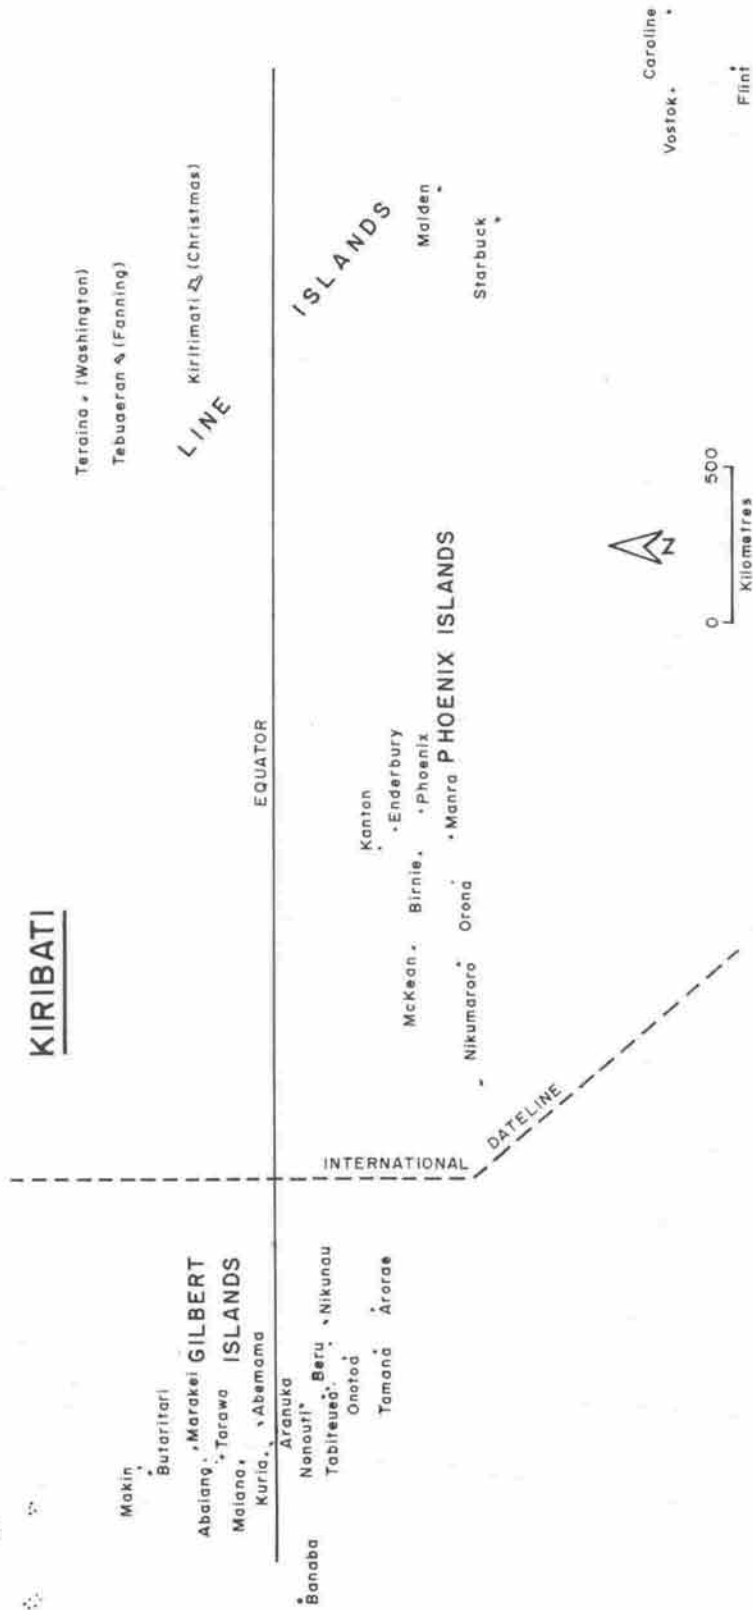 KIRIBATI
Teraina (Washington)
Tebuaeran (Fanning)
Kiritimati (Christmas)
LINE
ISLANDS
Malden
Starbuck
Caroline
Vostok
Flint
EQUATOR
Kanton
Enderbury
Phoenix
Birnie
McKean
Manra
PHOENIX ISLANDS
Orona
Nikumaroro
INTERNATIONAL
DATELINE
Makin
Butaritari
Marakei
GILBERT
Abaiang
Tarawa
ISLANDS
Maiana
Kuria
Abemama
Aranuka
Nonouti
Tabiteuea
Beru
Nikunau
Onotoa
Tamana
Arorae
Banaba
N
0
500
Kilometres